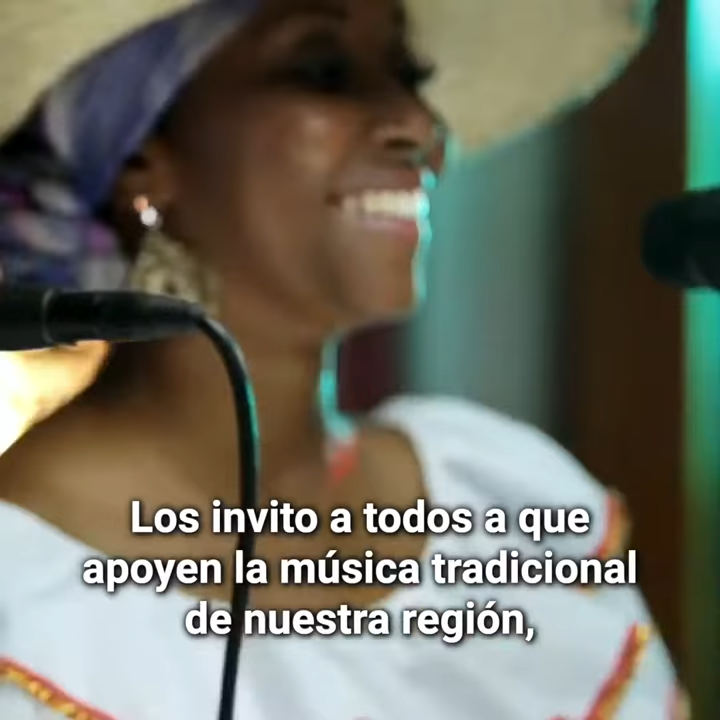 Los invito a todos a que
apoyen la música tradicional
de nuestra región,